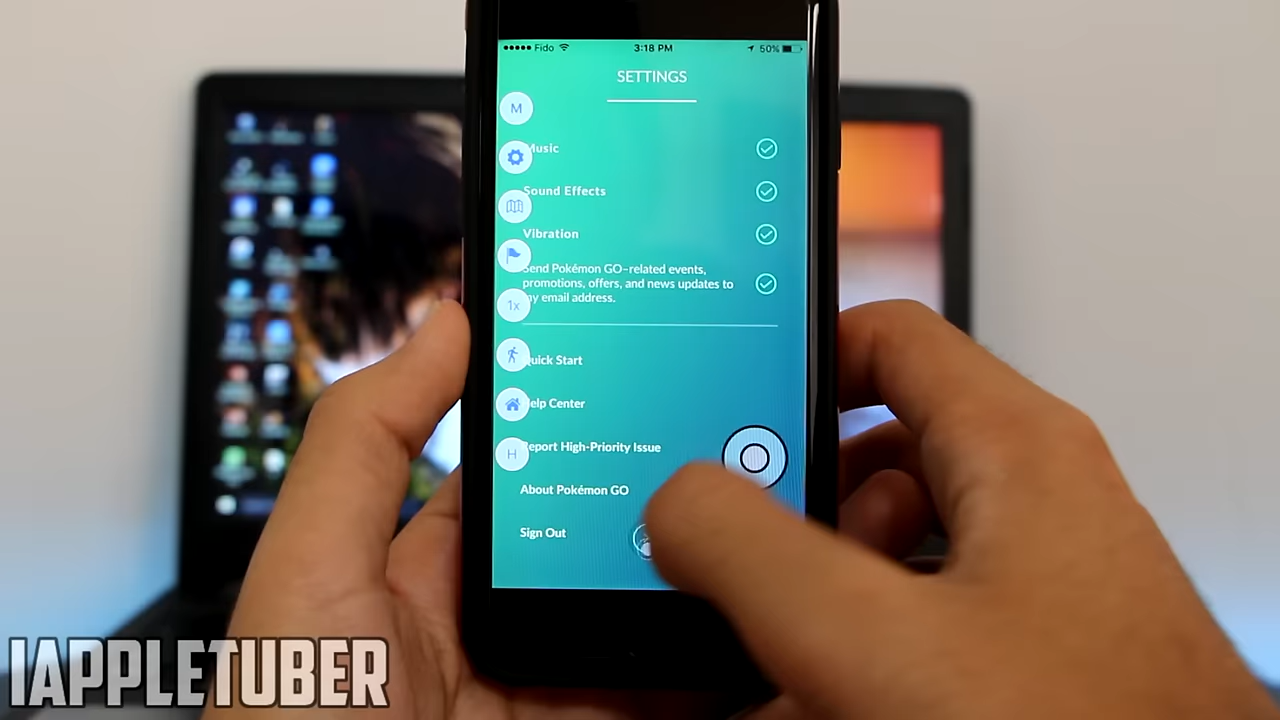 Fido 3:18 PM 50%
SETTINGS
M
Music
Sound Effects
Vibration
Send Pokémon GO-related events,
promotions, offers, and news updates to
my email address.
1x
Quick Start
Help Center
H
Report High-Priority Issue
About Pokémon GO
Sign Out
IAPPLETUBER